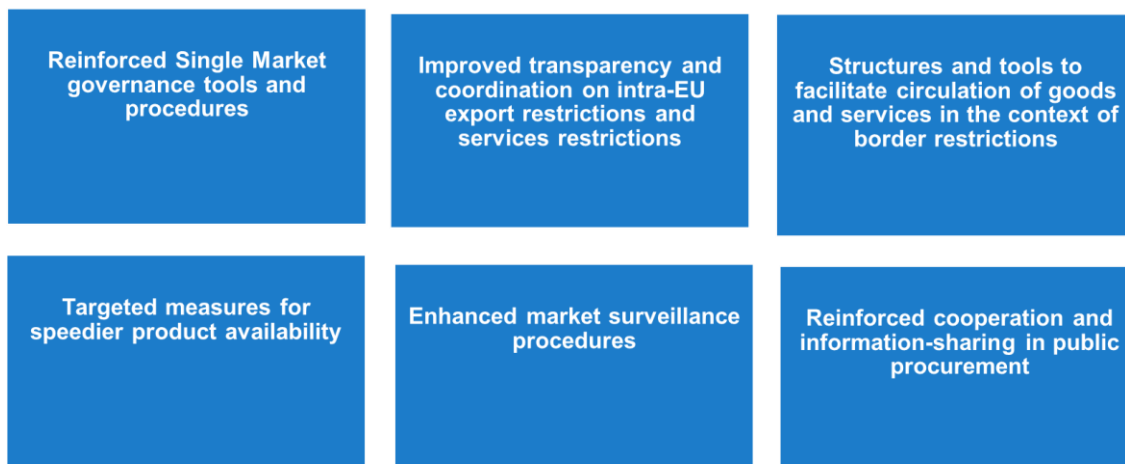 Reinforced Single Market
governance tools and
procedures
Improved transparency and
coordination on intra-EU
export restrictions and
services restrictions
Structures and tools to
facilitate circulation of goods
and services in the context of
border restrictions
Targeted measures for
speedier product availability
Enhanced market surveillance
procedures
Reinforced cooperation and
information-sharing in public
procurement